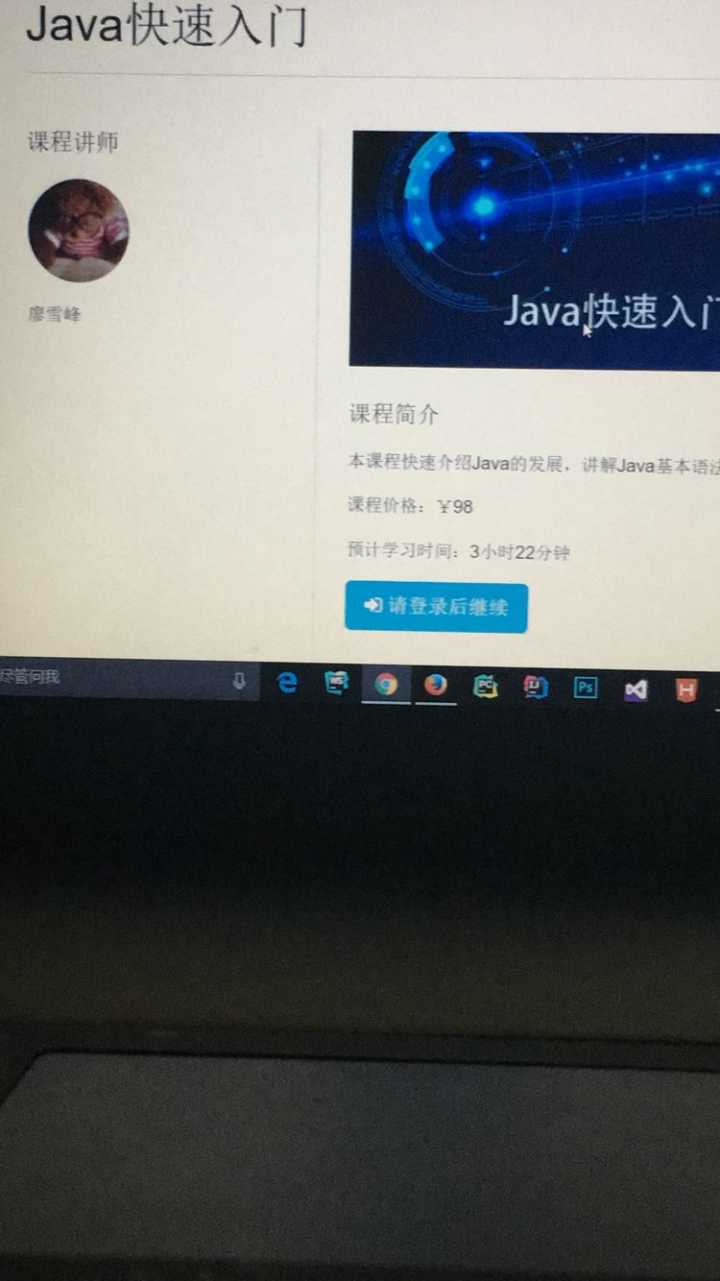 Java快速入门
课程讲师
廖雪峰
Java快速入门
课程简介
本课程快速介绍Java的发展，讲解Java基本语法
课程价格：￥98
预计学习时间：3小时22分钟
请登录后继续
尽管问我
WS
PC
IJ
Ps
H